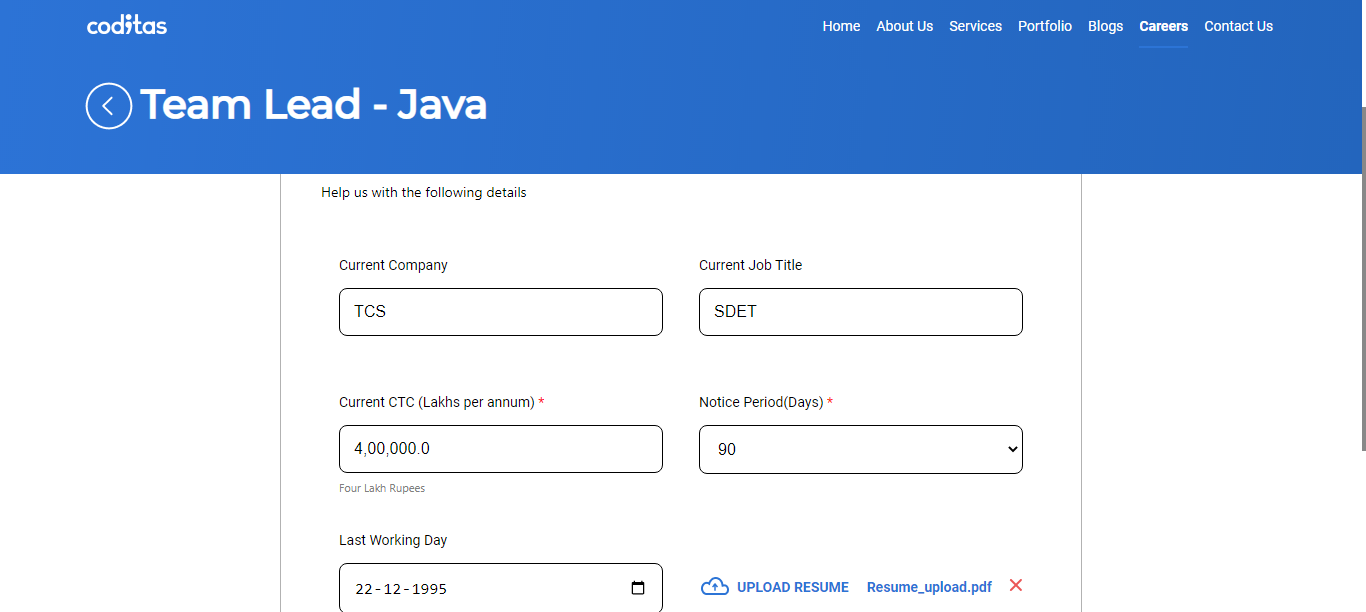 coditas
Home About Us Services Portfolio Blogs Careers Contact Us
Team Lead - Java
Help us with the following details
Current Company Current Job Title
TCS SDET
Current CTC (Lakhs per annum) * Notice Period(Days) *
4,00,000.0 90
Four Lakh Rupees
Last Working Day
22-12-1995 UPLOAD RESUME Resume_upload.pdf